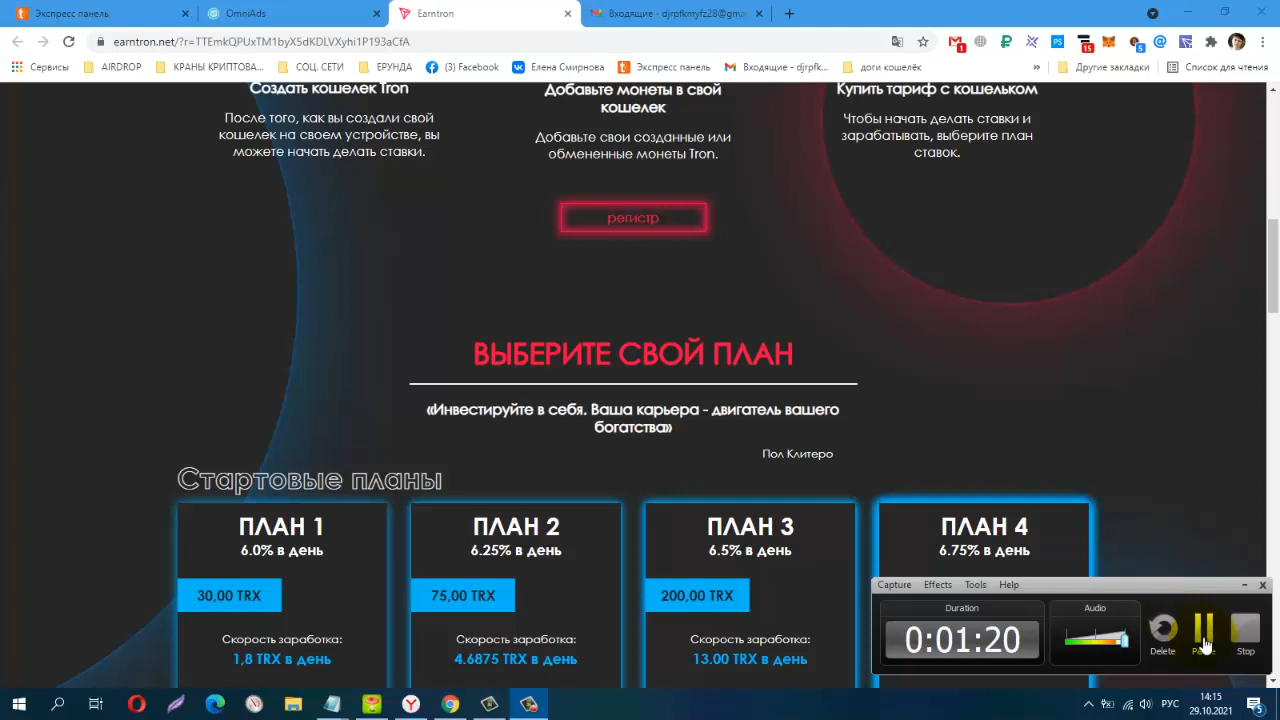 Экспресс панель
OmniAds
Earntron
Входящие - djrpfkmyfz28@gma
earntron.net/?r=TTEmkQPUxTM1byX5dKDLVXyhi1P193aCfA
Сервисы
AIRDROP
КРАНЫ КРИПТОВА...
СОЦ. СЕТИ
ЕРУНДА
(3) Facebook
Елена Смирнова
Экспресс панель
Входящие - djrpfk...
доги кошелёк
»
Другие закладки
Список для чтения
Создать кошелек Tron
После того, как вы создали свой
кошелек на своем устройстве, вы
можете начать делать ставки.
Добавьте монеты в свой
кошелек
Добавьте свои созданные или
обмененные монеты Tron.
Купить тариф с кошельком
Чтобы начать делать ставки и
зарабатывать, выберите план
ставок.
регистр
ВЫБЕРИТЕ СВОЙ ПЛАН
«Инвестируйте в себя. Ваша карьера - двигатель вашего
богатства»
Пол Клитеро
Стартовые планы
ПЛАН 1
6.0% в день
30,00 TRX
Скорость заработка:
1,8 TRX в день
ПЛАН 2
6.25% в день
75,00 TRX
Скорость заработка:
4.6875 TRX в день
ПЛАН 3
6.5% в день
200,00 TRX
Скорость заработка:
13.00 TRX в день
ПЛАН 4
6.75% в день
Capture Effects Tools Help
Duration
0:01:20
Audio
Delete
Stop
РУС
14:15
29.10.2021